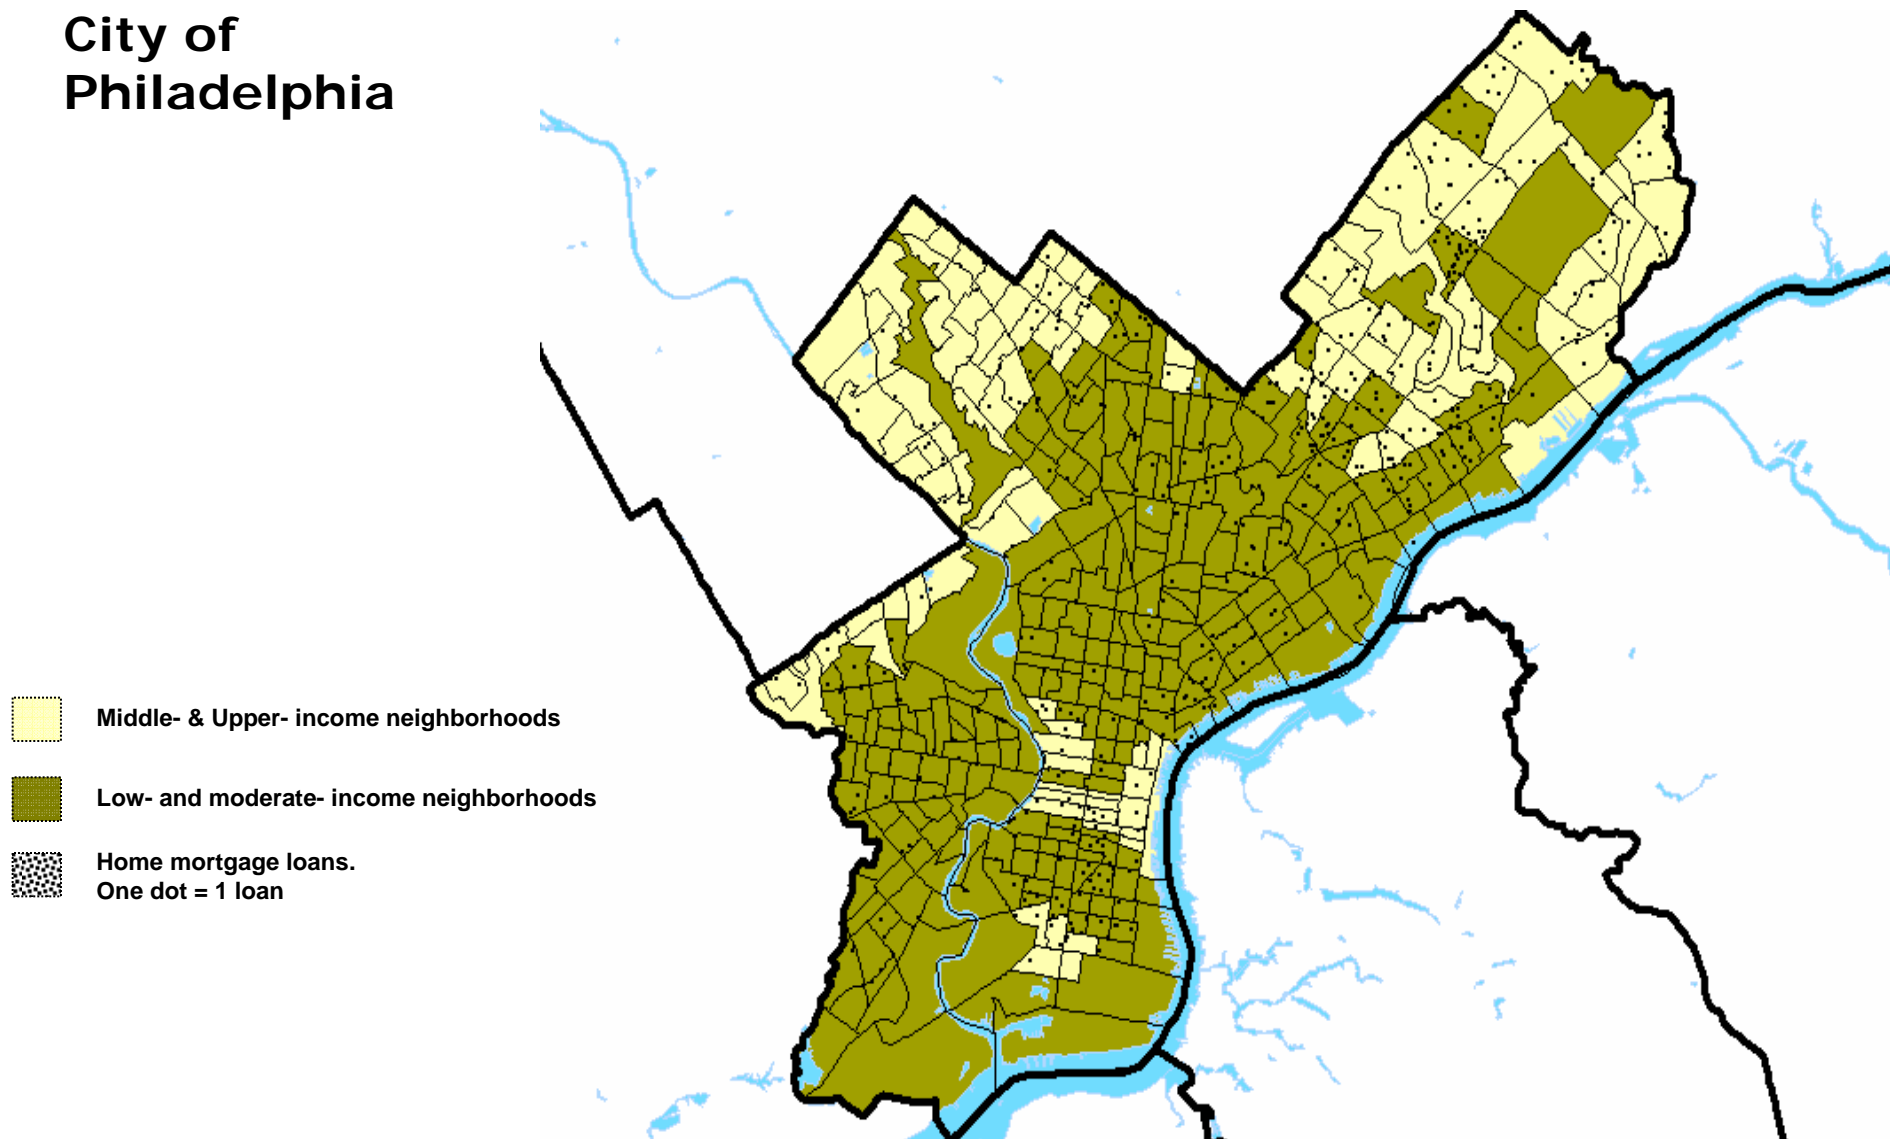 City of
Philadelphia
Middle- & Upper- income neighborhoods
Low- and moderate- income neighborhoods
Home mortgage loans.
One dot = 1 loan